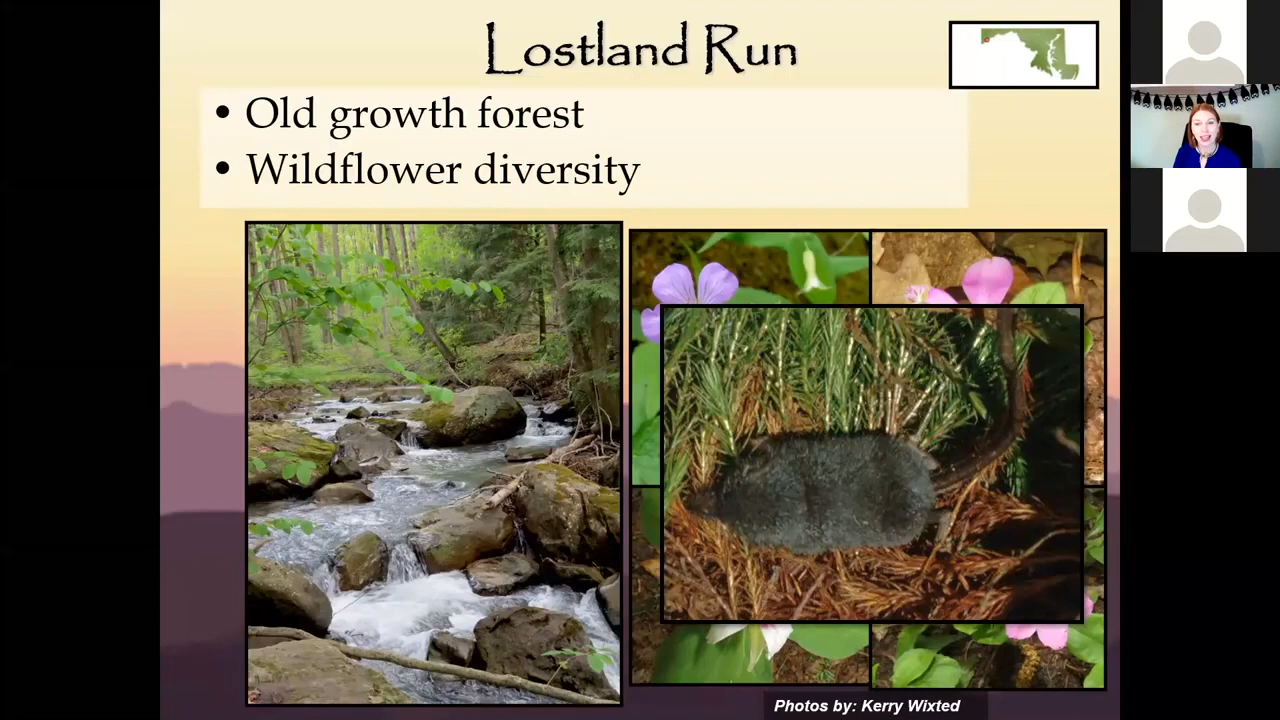 Lostland Run
• Old growth forest
• Wildflower diversity
Photos by: Kerry Wixted